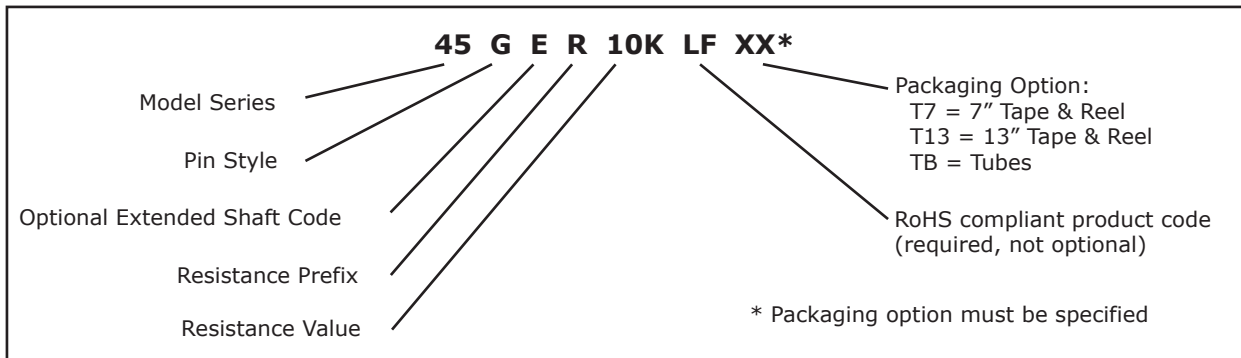 45 G E R 10K LF XX*
Model Series
Pin Style
Optional Extended Shaft Code
Resistance Prefix
Resistance Value
Packaging Option:
T7 = 7” Tape & Reel
T13 = 13” Tape & Reel
TB = Tubes
RoHS compliant product code
(required, not optional)
* Packaging option must be specified